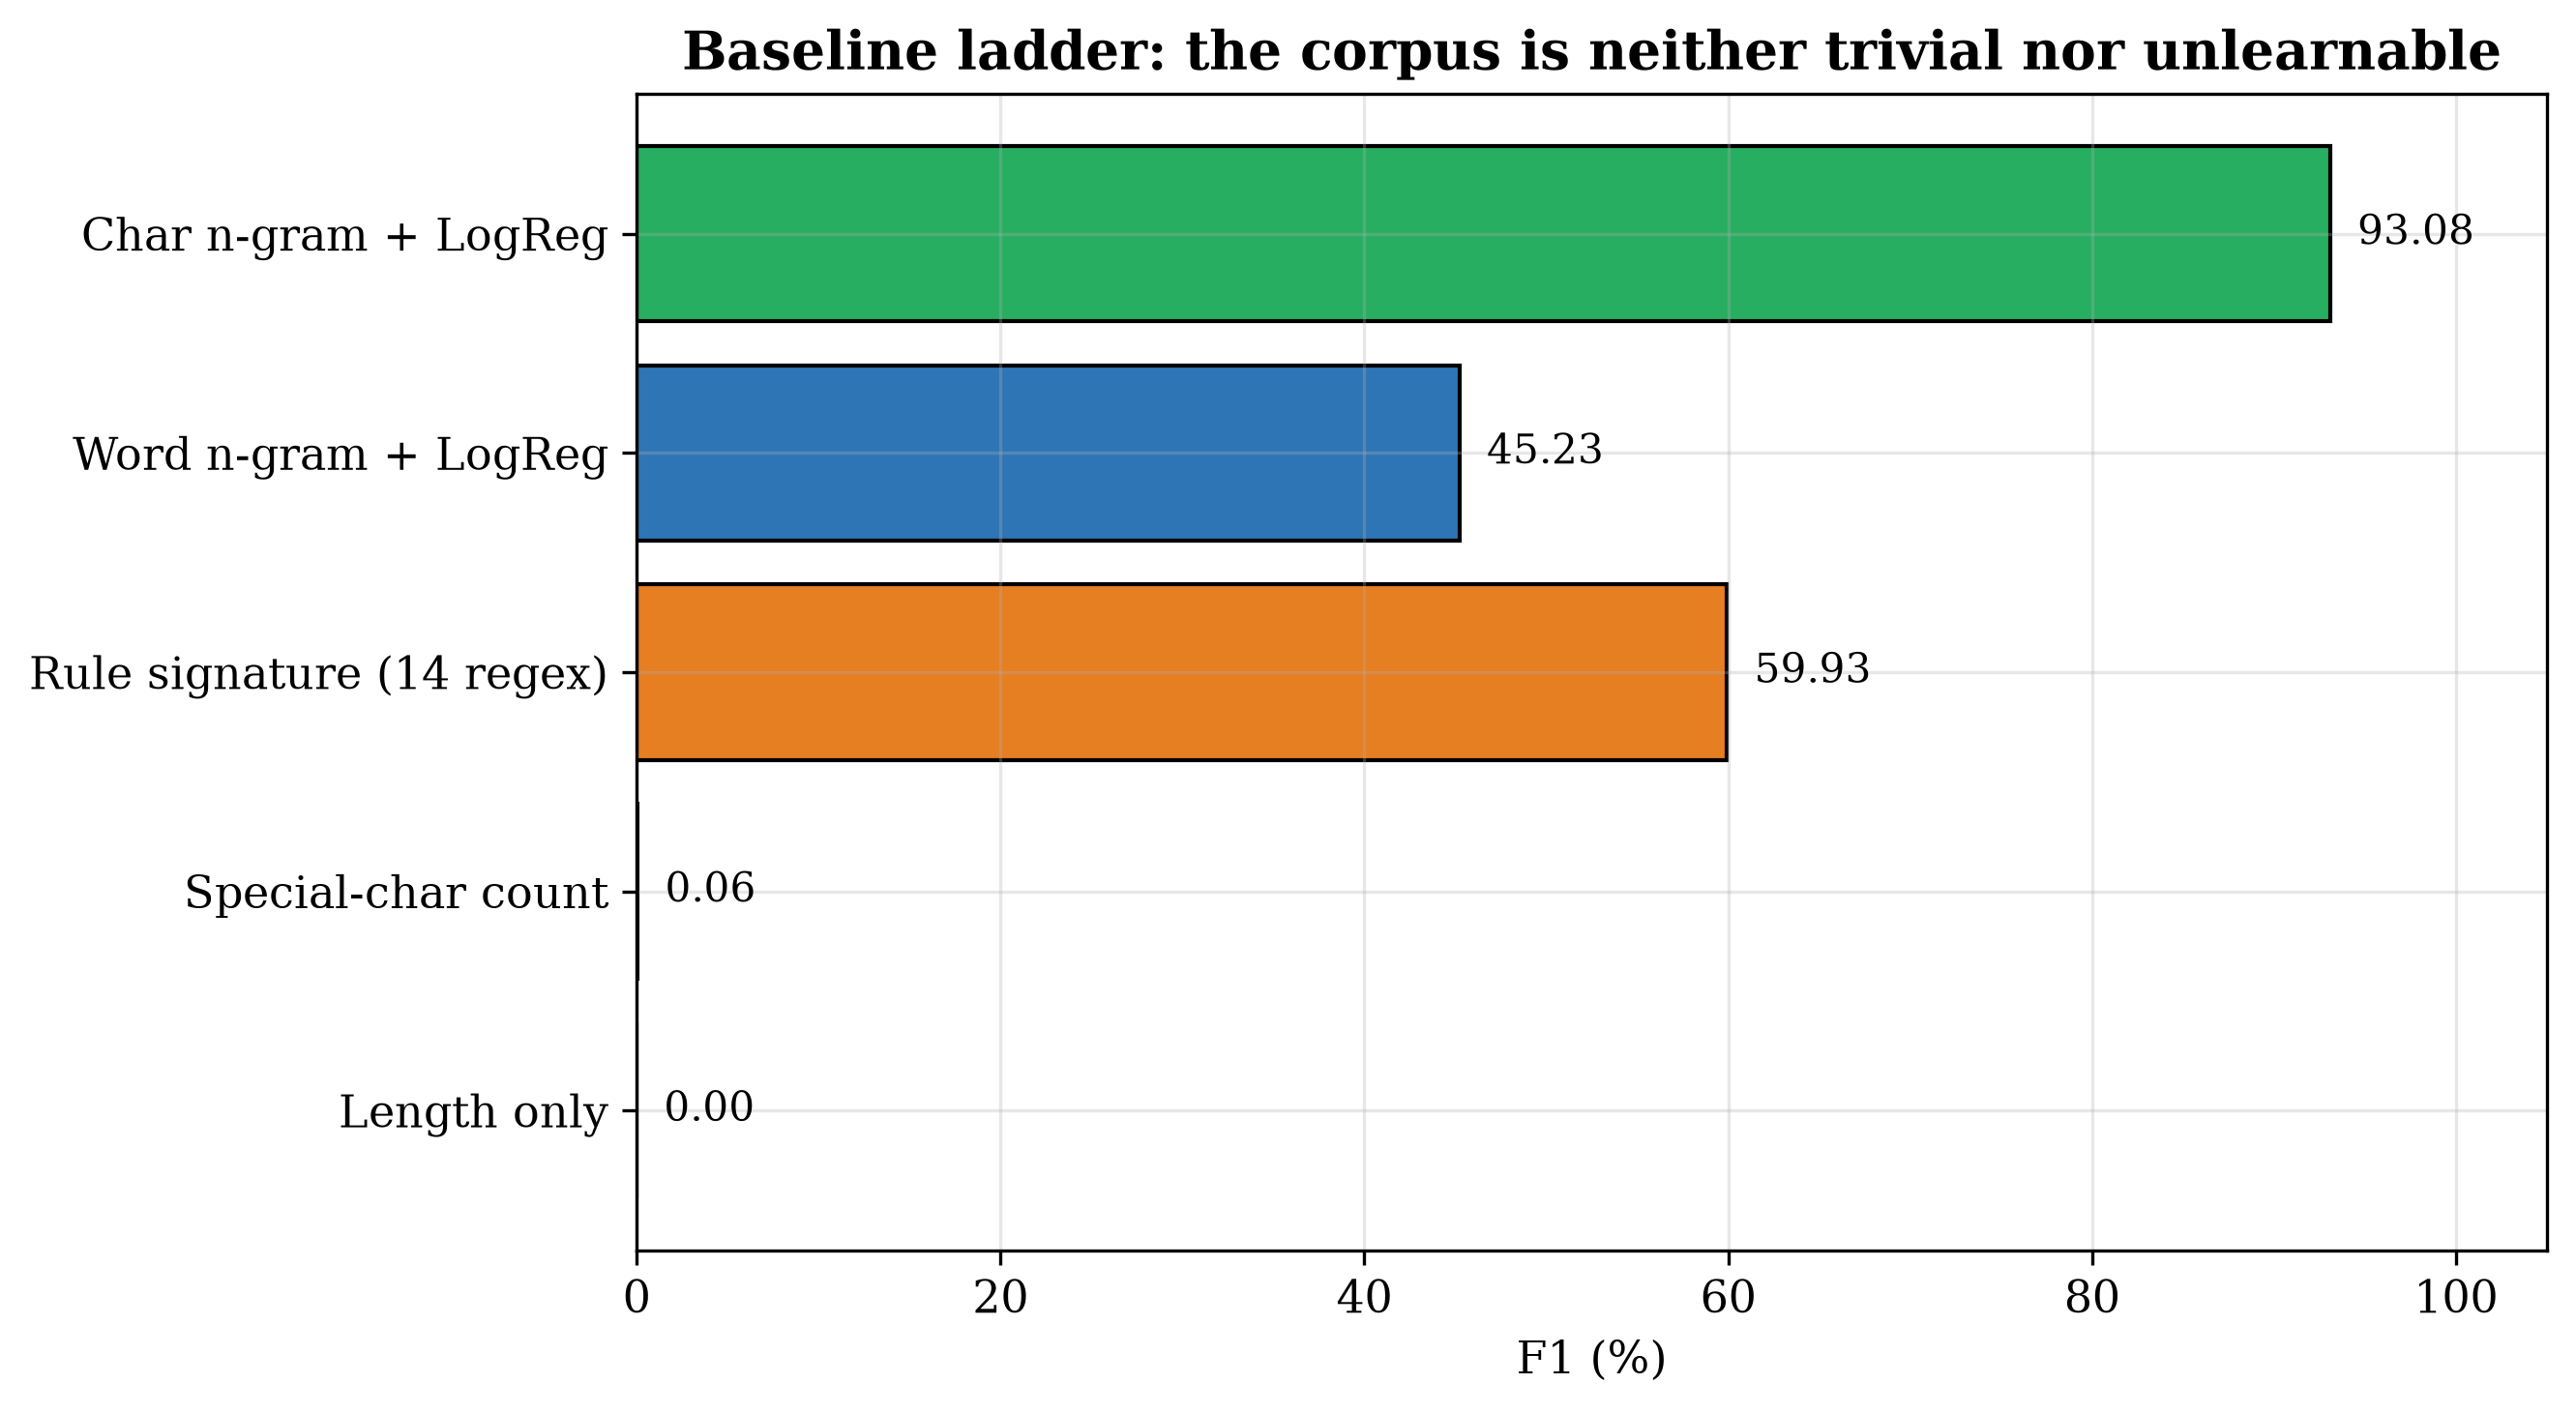 Baseline ladder: the corpus is neither trivial nor unlearnable
Char n-gram + LogReg
93.08
Word n-gram + LogReg
45.23
Rule signature (14 regex)
59.93
Special-char count
0.06
Length only
0.00
0 20 40 60 80 100
F1 (%)